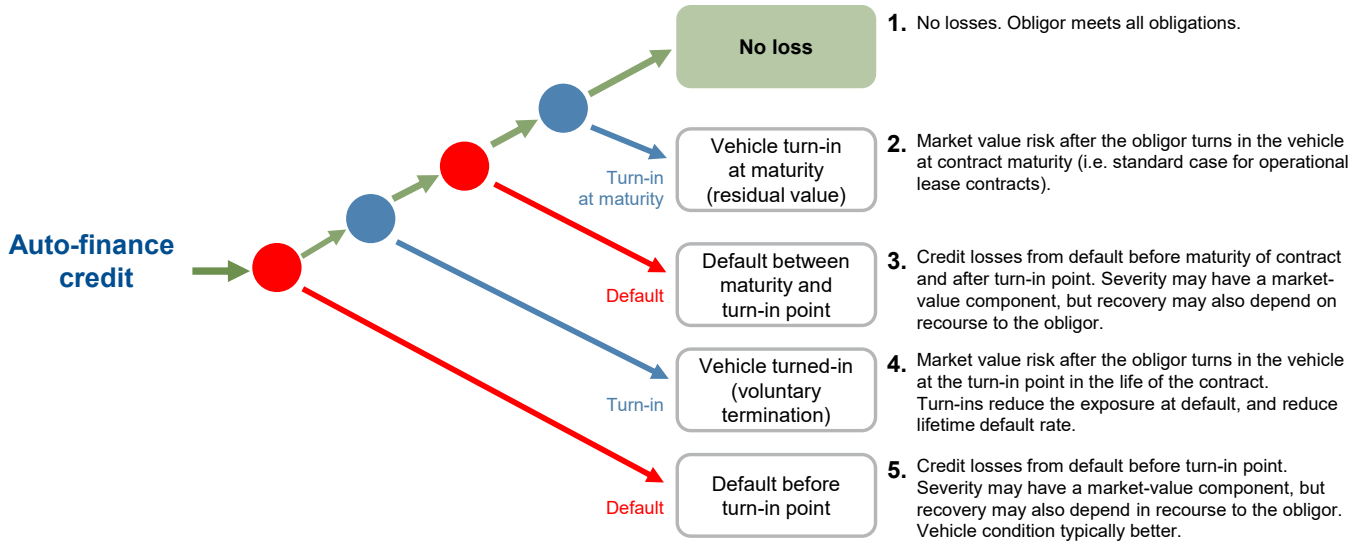 Auto-finance
credit
No loss
Vehicle turn-in
at maturity
(residual value)
Turn-in
at maturity
Default between
maturity and
turn-in point
Default
Vehicle turned-in
(voluntary
termination)
Turn-in
Default before
turn-in point
Default
1. No losses. Obligor meets all obligations.
2. Market value risk after the obligor turns in the vehicle
at contract maturity (i.e. standard case for operational
lease contracts).
3. Credit losses from default before maturity of contract
and after turn-in point. Severity may have a market-
value component, but recovery may also depend on
recourse to the obligor.
4. Market value risk after the obligor turns in the vehicle
at the turn-in point in the life of the contract.
Turn-ins reduce the exposure at default, and reduce
lifetime default rate.
5. Credit losses from default before turn-in point.
Severity may have a market-value component, but
recovery may also depend in recourse to the obligor.
Vehicle condition typically better.